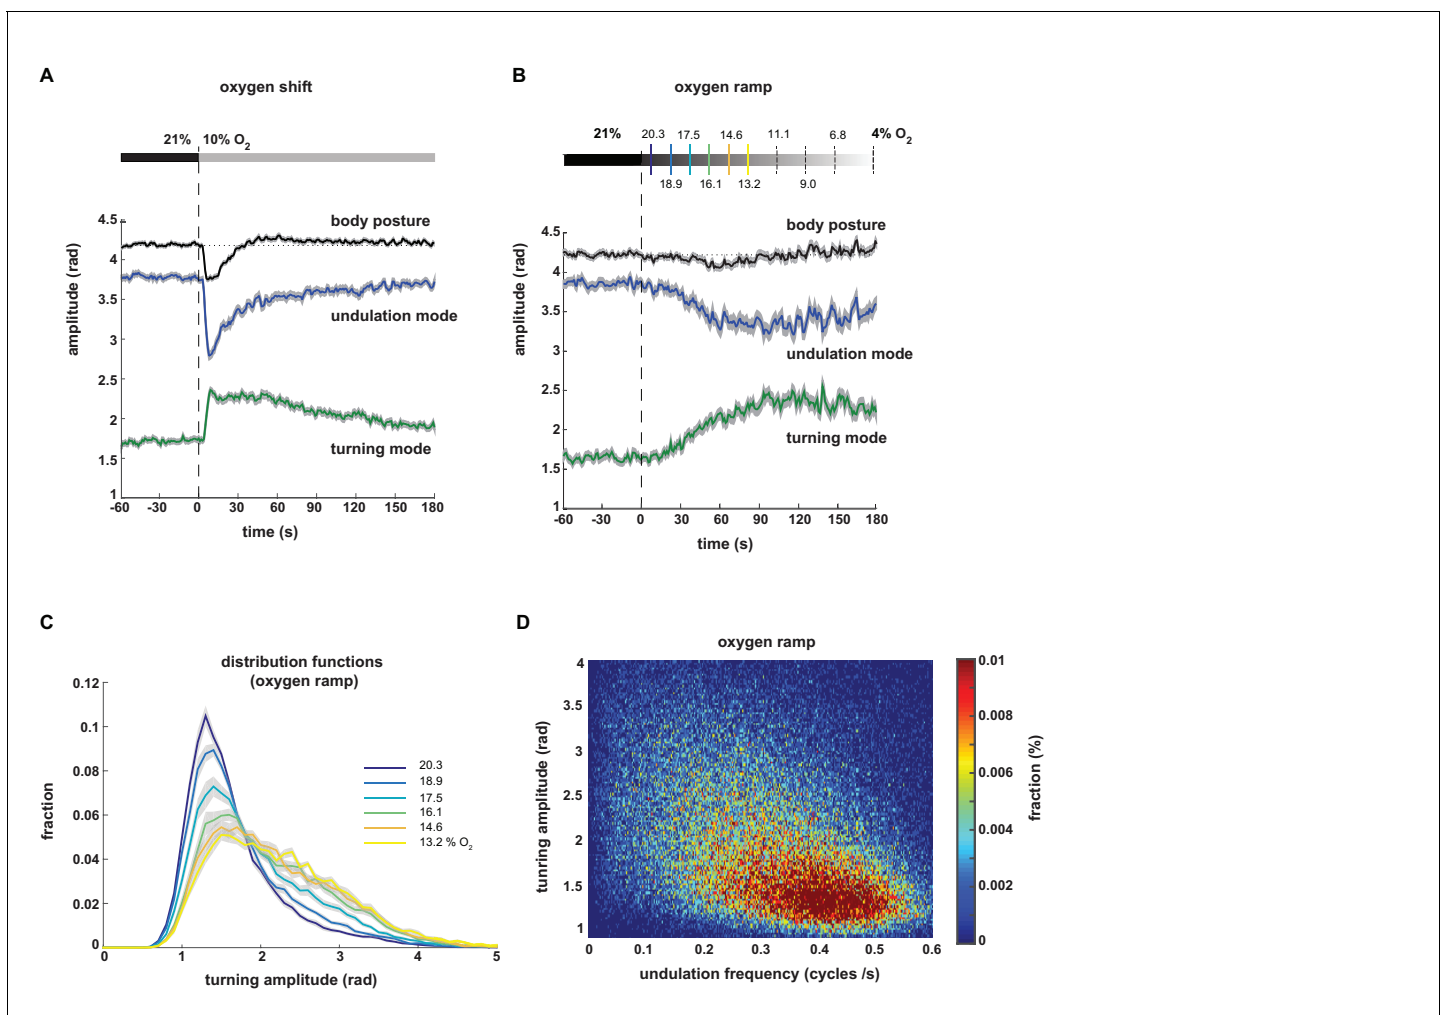 A
oxygen shift
21% 10% O2
4.5
4
3.5
3
2.5
2
1.5
1
amplitude (rad)
body posture
undulation mode
turning mode
-60 -30 0 30 60 90 120 150 180
time (s)
B
oxygen ramp
21% 20.3 17.5 14.6 11.1 6.8 4% O2
18.9 16.1 13.2 9.0
4.5
4
3.5
3
2.5
2
1.5
1
amplitude (rad)
body posture
undulation mode
turning mode
-60 -30 0 30 60 90 120 150 180
time (s)
C
distribution functions
(oxygen ramp)
0.12
0.1
0.08
0.06
0.04
0.02
0
fraction
20.3
18.9
17.5
16.1
14.6
13.2 % O2
0 1 2 3 4 5
turning amplitude (rad)
D
oxygen ramp
4
3.5
3
2.5
2
1.5
1
tunring amplitude (rad)
0 0.1 0.2 0.3 0.4 0.5 0.6
undulation frequency (cycles /s)
0.01
0.008
0.006
0.004
0.002
0
fraction (%)